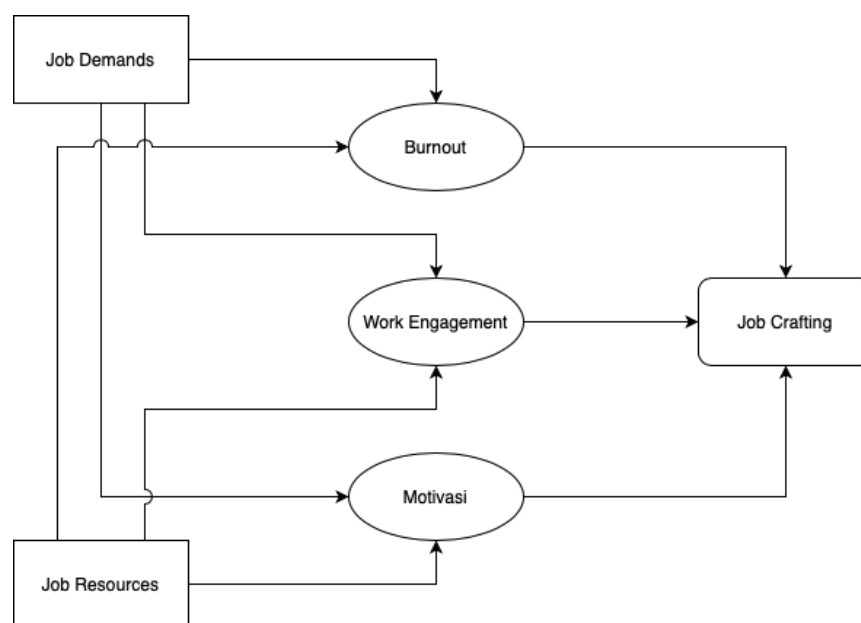 Job Demands
Burnout
Work Engagement
Job Crafting
Motivasi
Job Resources